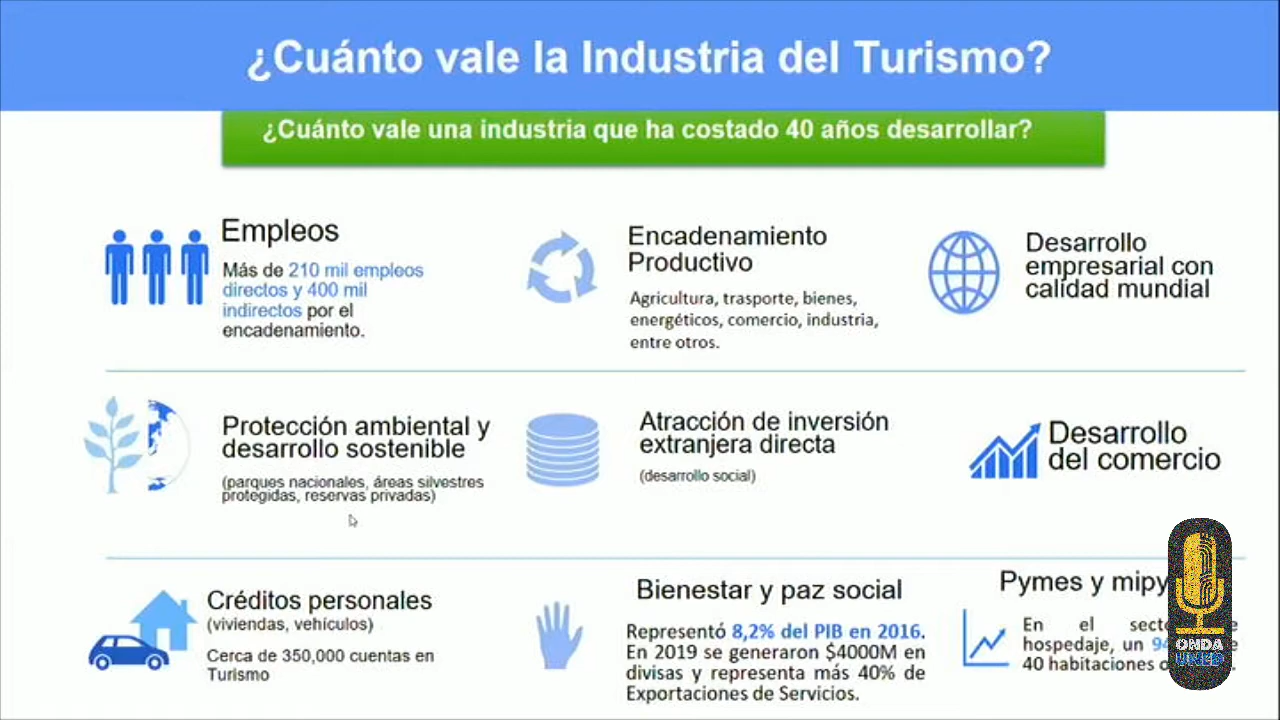 ¿Cuánto vale la Industria del Turismo?
¿Cuánto vale una industria que ha costado 40 años desarrollar?
Empleos
Más de 210 mil empleos
directos y 400 mil
indirectos por el
encadenamiento.
Encadenamiento
Productivo
Agricultura, trasporte, bienes,
energéticos, comercio, industria,
entre otros.
Desarrollo
empresarial con
calidad mundial
Protección ambiental y
desarrollo sostenible
(parques nacionales, áreas silvestres
protegidas, reservas privadas)
Atracción de inversión
extranjera directa
(desarrollo social)
Desarrollo
del comercio
Créditos personales
(viviendas, vehículos)
Cerca de 350,000 cuentas en
Turismo
Bienestar y paz social
Representó 8,2% del PIB en 2016.
En 2019 se generaron $4000M en
divisas y representa más 40% de
Exportaciones de Servicios.
Pymes y
En el
hospedaje, un
40 habitaciones
ONDA
UNED